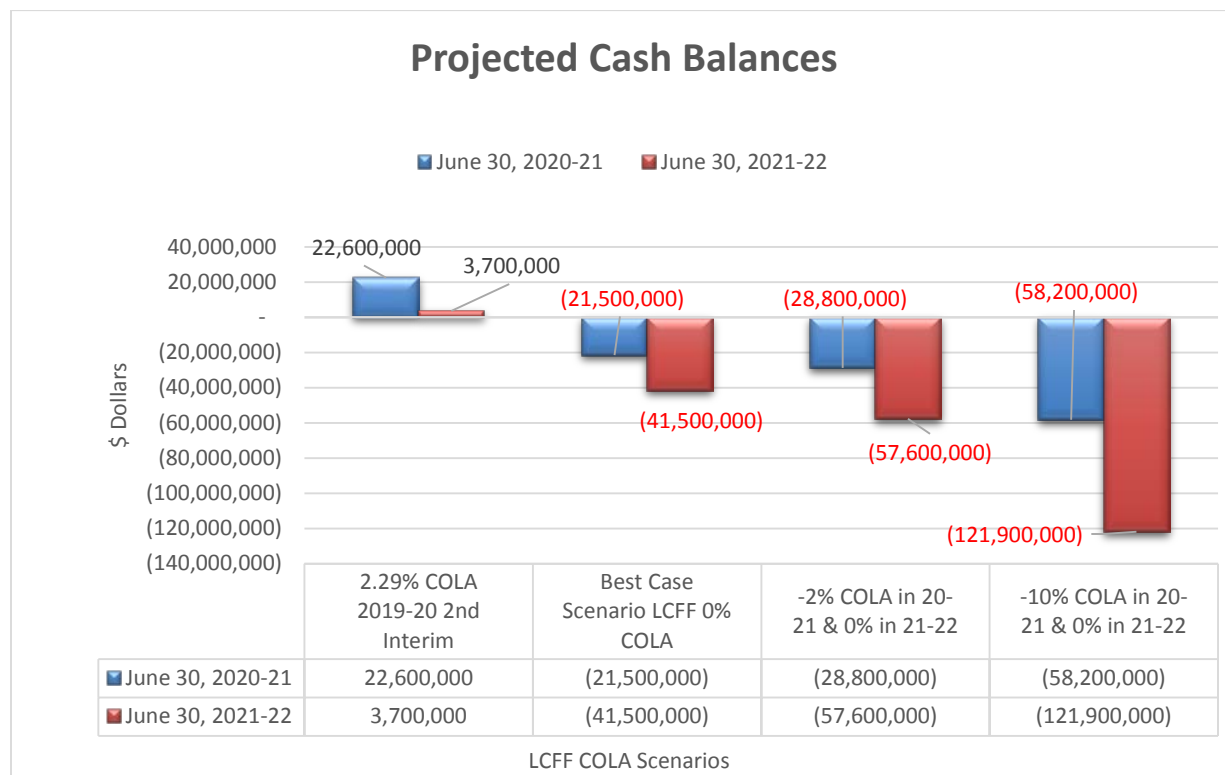 Projected Cash Balances
June 30, 2020-21 June 30, 2021-22
$ Dollars
40,000,000
20,000,000
-
(20,000,000)
(40,000,000)
(60,000,000)
(80,000,000)
(100,000,000)
(120,000,000)
(140,000,000)
22,600,000
3,700,000
(21,500,000)
(41,500,000)
(28,800,000)
(57,600,000)
(58,200,000)
(121,900,000)
2.29% COLA
2019-20 2nd
Interim
Best Case
Scenario LCFF 0%
COLA
-2% COLA in 20-
21 & 0% in 21-22
-10% COLA in 20-
21 & 0% in 21-22
June 30, 2020-21 22,600,000 (21,500,000) (28,800,000) (58,200,000)
June 30, 2021-22 3,700,000 (41,500,000) (57,600,000) (121,900,000)
LCFF COLA Scenarios